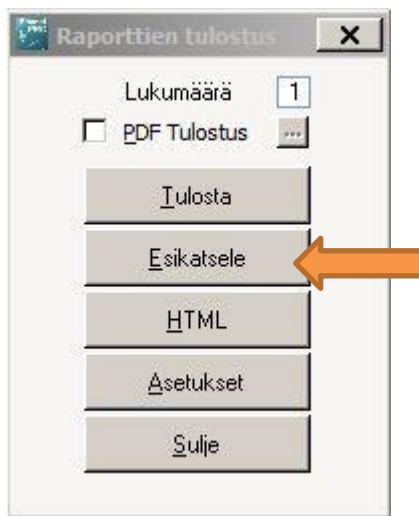 Raporttien tulostus
Lukumäärä 1
PDF Tulostus ...
Tulosta
Esikatsele
HTML
Asetukset
Sulje